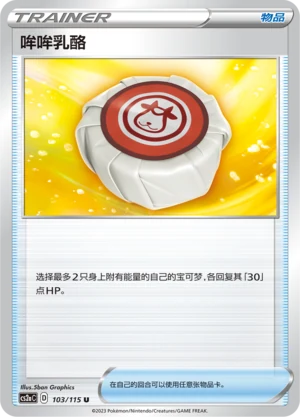 TRAINER 物品
哞哞乳酪
选择最多2只身上附有能量的自己的宝可梦,各回复其「30」
点HP。
Illus.5ban Graphics
在自己的回合可以使用任意张物品卡。
CS3aC 103/115 U
©2023 Pokémon/Nintendo/Creatures/GAME FREAK.